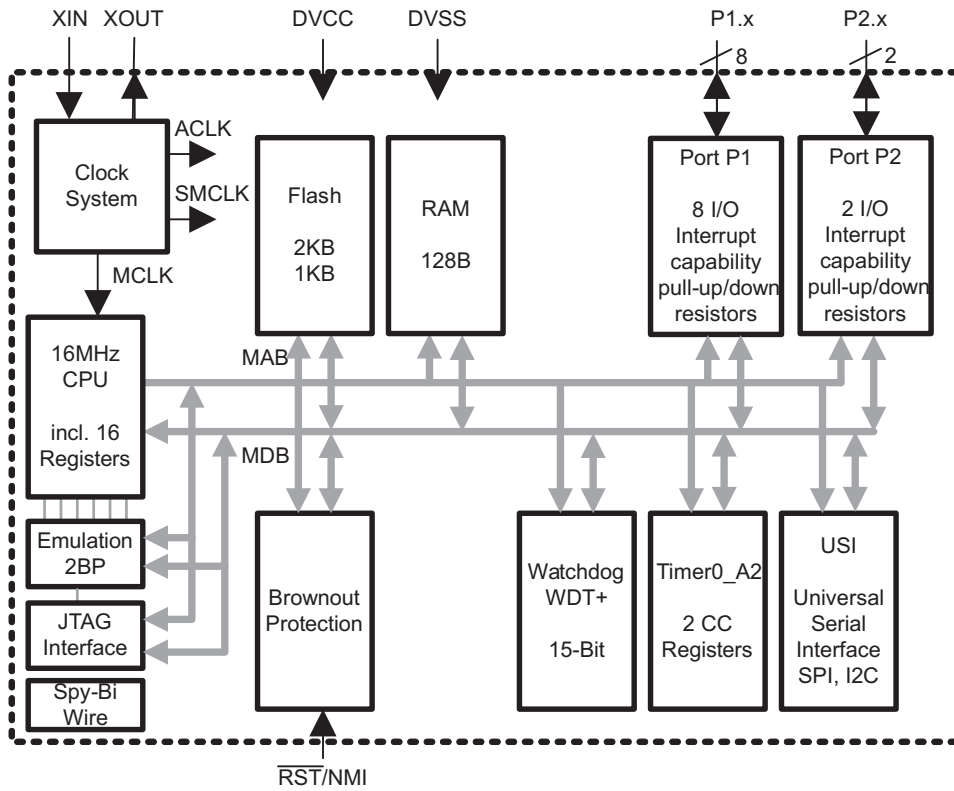 XIN XOUT DVCC DVSS P1.x P2.x
8 2
ACLK
Clock
System
SMCLK
MCLK
Flash
2KB
1KB
RAM
128B
Port P1
8 I/O
Interrupt
capability
pull-up/down
resistors
Port P2
2 I/O
Interrupt
capability
pull-up/down
resistors
16MHz
CPU
incl. 16
Registers
MAB
MDB
Emulation
2BP
JTAG
Interface
Spy-Bi
Wire
Brownout
Protection
Watchdog
WDT+
15-Bit
Timer0_A2
2 CC
Registers
USI
Universal
Serial
Interface
SPI, I2C
R̅S̅T̅/NMI